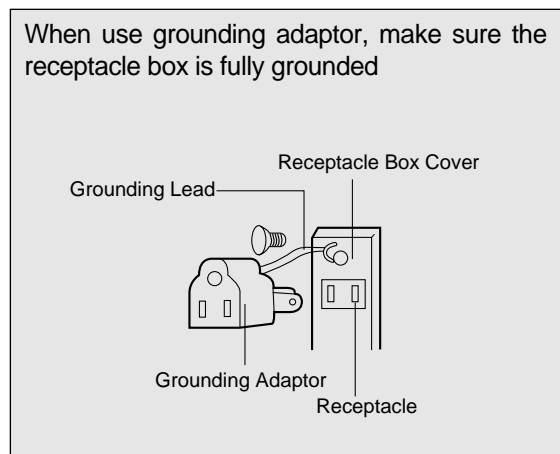 When use grounding adaptor, make sure the
receptacle box is fully grounded
Receptacle Box Cover
Grounding Lead
Grounding Adaptor
Receptacle